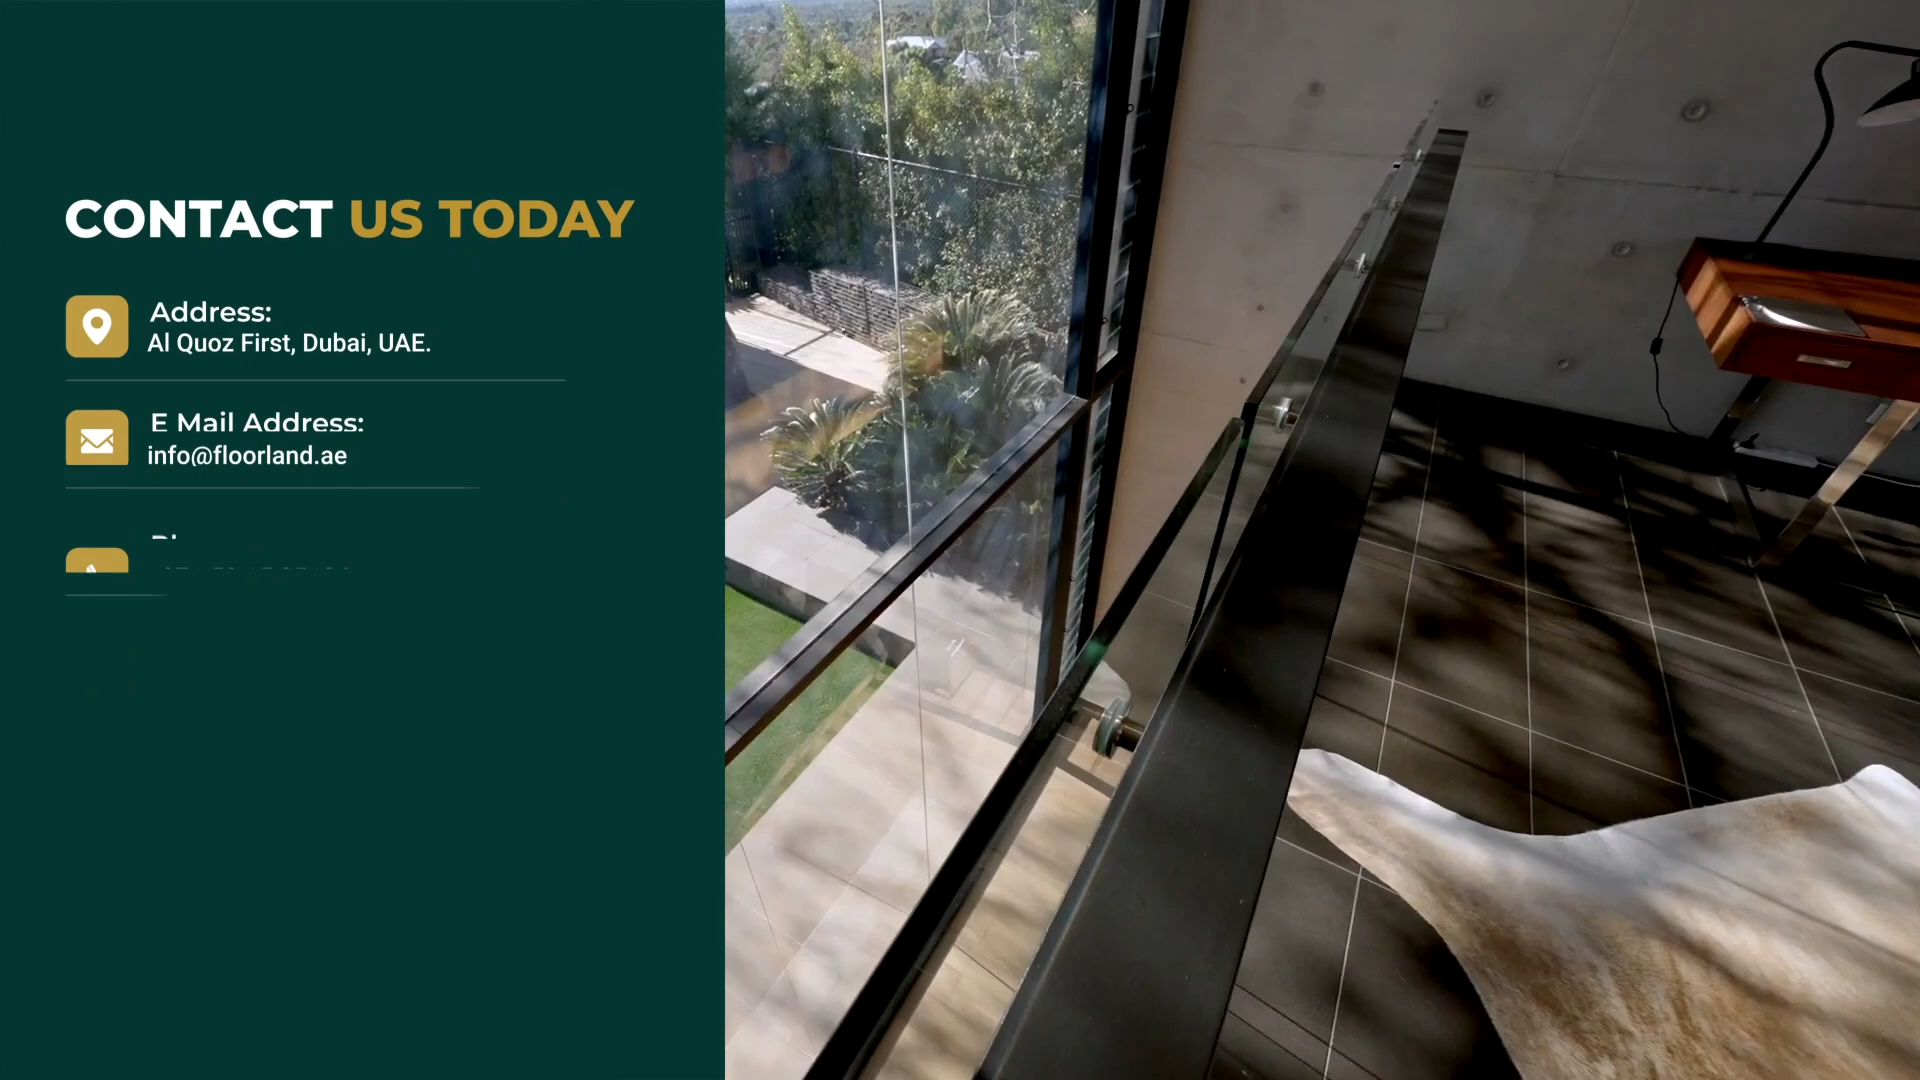 CONTACT US TODAY
Address:
Al Quoz First, Dubai, UAE.
E Mail Address:
info@floorland.ae